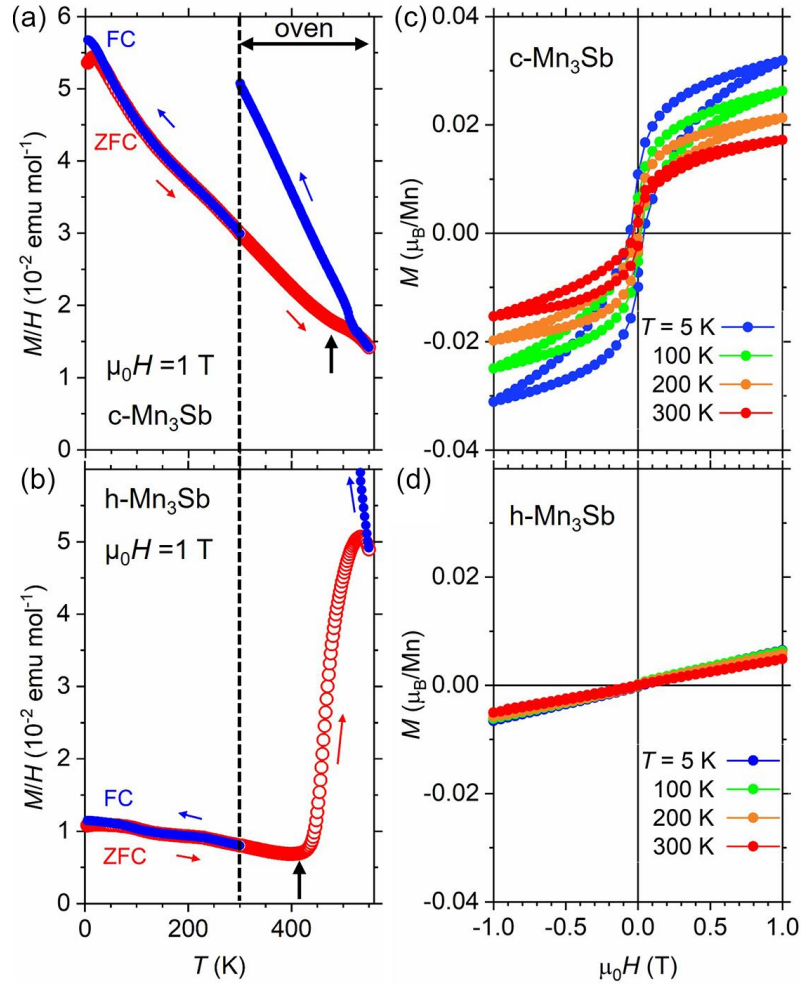 (a)
FC
oven
6
5
4
3
2
1
0
ZFC
M/H (10⁻² emu mol⁻¹)
μ₀H =1 T
c-Mn₃Sb
(b)
h-Mn₃Sb
μ₀H =1 T
5
4
3
2
1
0
M/H (10⁻² emu mol⁻¹)
FC
ZFC
0
200
400
T (K)
(c)
c-Mn₃Sb
0.04
0.02
0.00
-0.02
-0.04
M (μB/Mn)
T = 5 K
100 K
200 K
300 K
(d)
h-Mn₃Sb
0.02
0.00
-0.02
-0.04
M (μB/Mn)
T = 5 K
100 K
200 K
300 K
-1.0
-0.5
0.0
0.5
1.0
μ₀H (T)